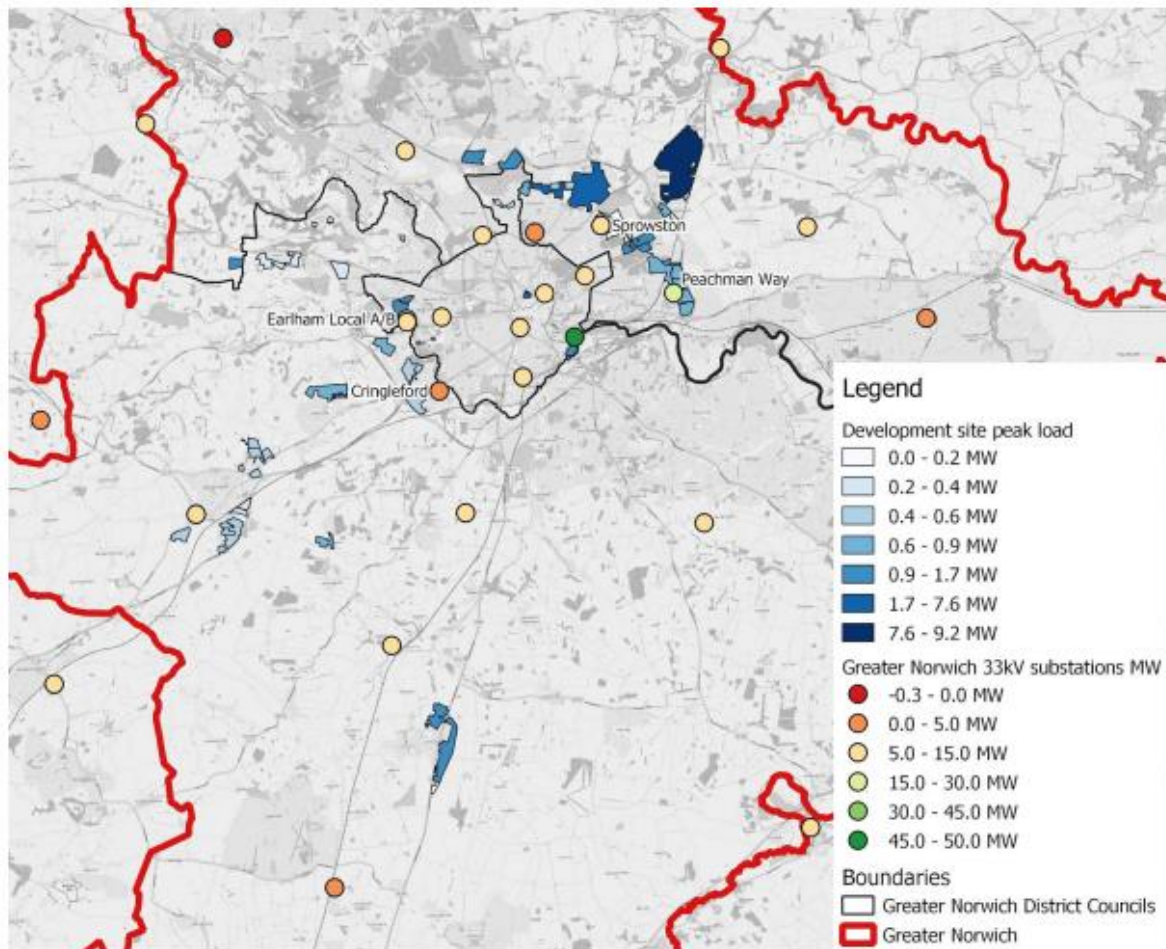 Sprowston
Peachman Way
Earlham Local A/B
Cringleford
Legend
Development site peak load
0.0 - 0.2 MW
0.2 - 0.4 MW
0.4 - 0.6 MW
0.6 - 0.9 MW
0.9 - 1.7 MW
1.7 - 7.6 MW
7.6 - 9.2 MW
Greater Norwich 33kV substations MW
-0.3 - 0.0 MW
0.0 - 5.0 MW
5.0 - 15.0 MW
15.0 - 30.0 MW
30.0 - 45.0 MW
45.0 - 50.0 MW
Boundaries
Greater Norwich District Councils
Greater Norwich